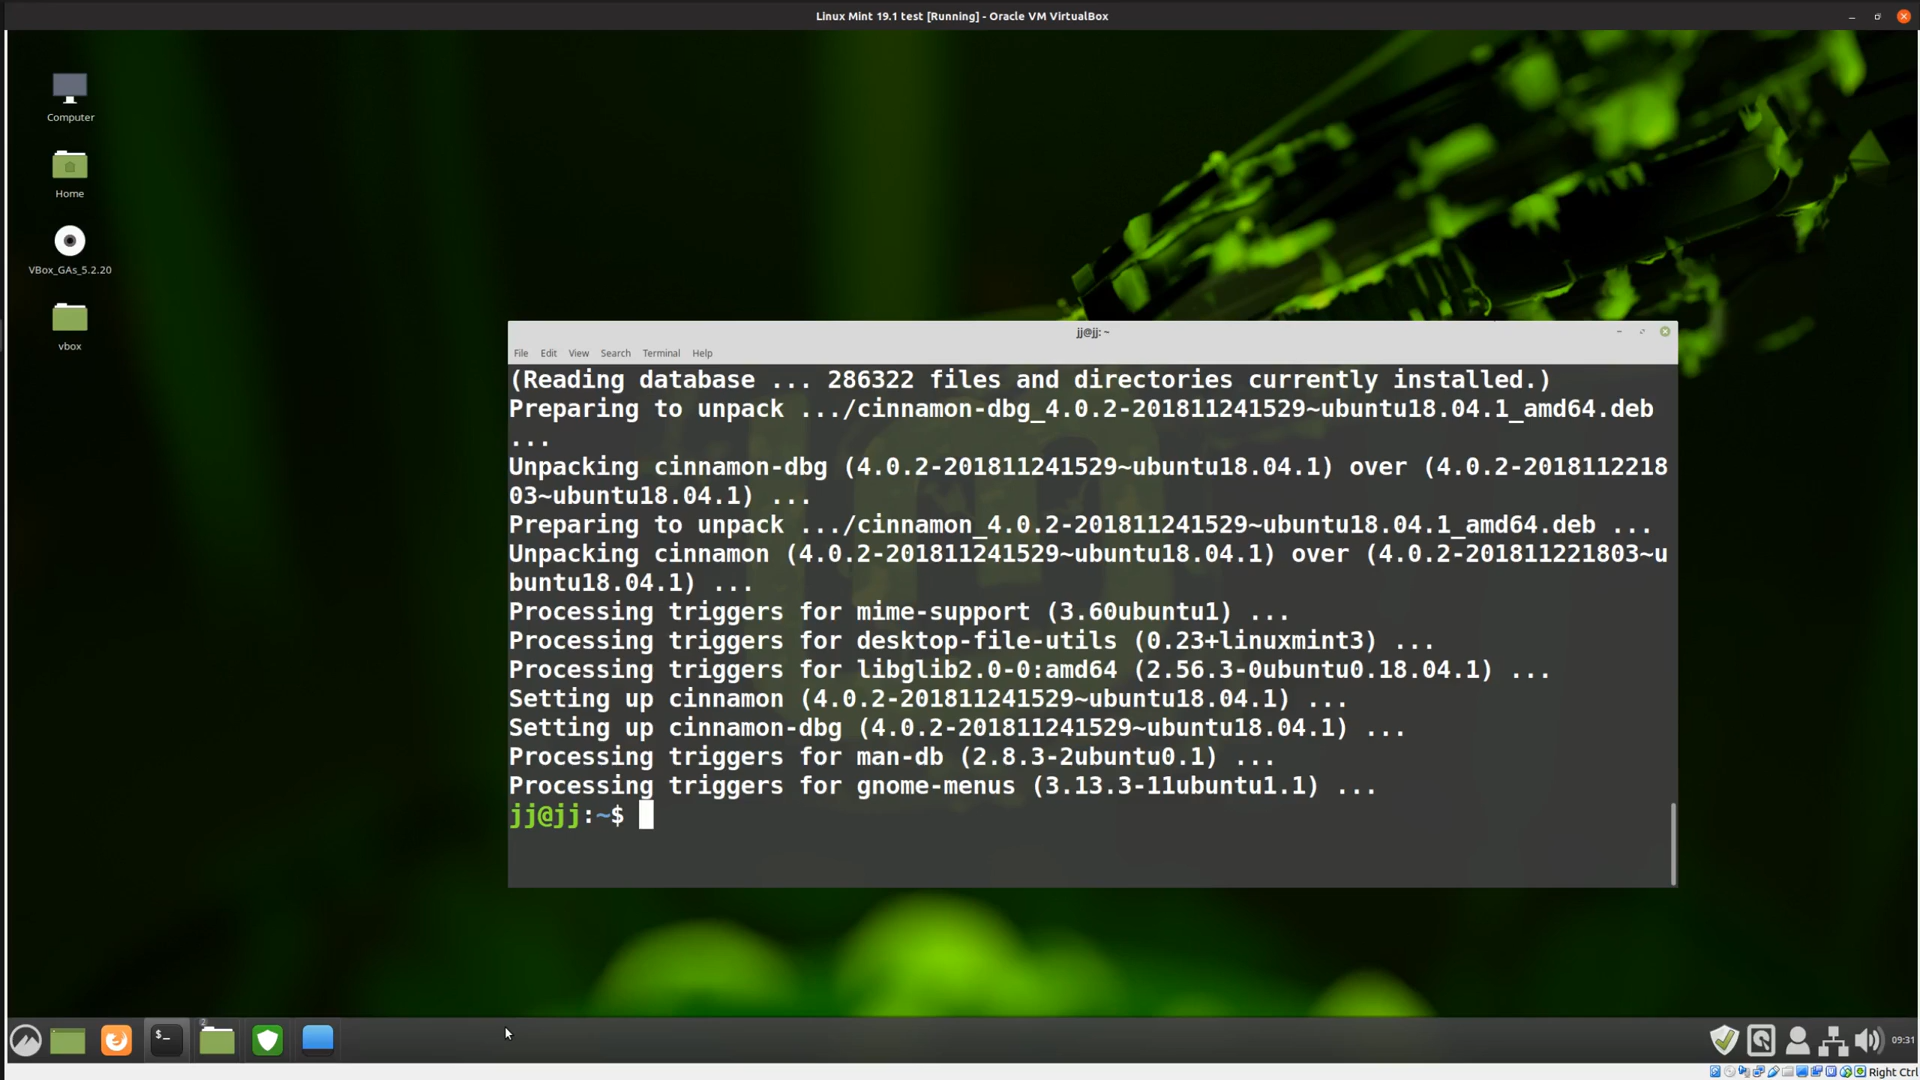 Linux Mint 19.1 test [Running] - Oracle VM VirtualBox
Computer
Home
VBox_GAs_5.2.20
vbox
jj@jj: ~
File Edit View Search Terminal Help
(Reading database ... 286322 files and directories currently installed.)
Preparing to unpack .../cinnamon-dbg_4.0.2-201811241529~ubuntu18.04.1_amd64.deb
...
Unpacking cinnamon-dbg (4.0.2-201811241529~ubuntu18.04.1) over (4.0.2-2018112218
03~ubuntu18.04.1) ...
Preparing to unpack .../cinnamon_4.0.2-201811241529~ubuntu18.04.1_amd64.deb ...
Unpacking cinnamon (4.0.2-201811241529~ubuntu18.04.1) over (4.0.2-201811221803~u
buntu18.04.1) ...
Processing triggers for mime-support (3.60ubuntu1) ...
Processing triggers for desktop-file-utils (0.23+linuxmint3) ...
Processing triggers for libglib2.0-0:amd64 (2.56.3-0ubuntu0.18.04.1) ...
Setting up cinnamon (4.0.2-201811241529~ubuntu18.04.1) ...
Setting up cinnamon-dbg (4.0.2-201811241529~ubuntu18.04.1) ...
Processing triggers for man-db (2.8.3-2ubuntu0.1) ...
Processing triggers for gnome-menus (3.13.3-11ubuntu1.1) ...
jj@jj:~$
09:31
Right Ctrl